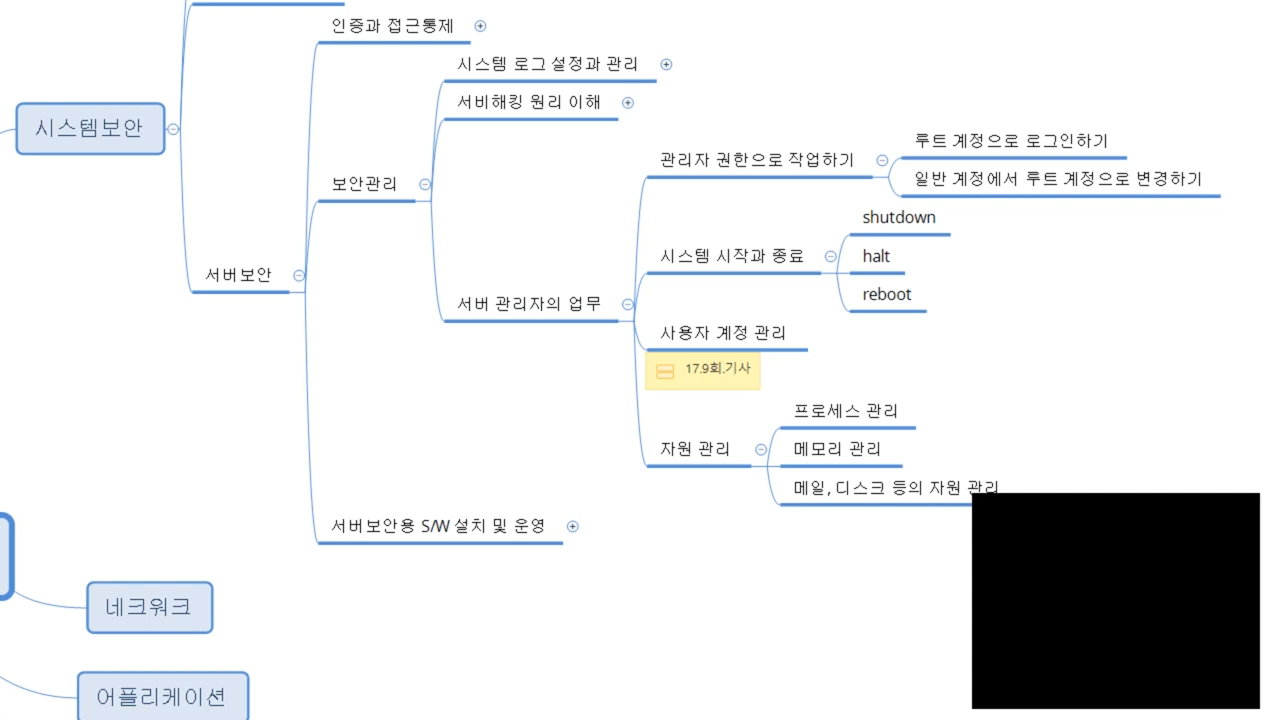 인증과 접근통제
시스템 로그 설정과 관리
서비해킹 원리 이해
시스템보안
루트 계정으로 로그인하기
관리자 권한으로 작업하기
일반 계정에서 루트 계정으로 변경하기
보안관리
shutdown
시스템 시작과 종료
halt
서버보안
reboot
서버 관리자의 업무
사용자 계정 관리
17.9회.기사
프로세스 관리
자원 관리
메모리 관리
메일, 디스크 등의 자원 관리
서버보안용 S/W 설치 및 운영
네크워크
어플리케이션